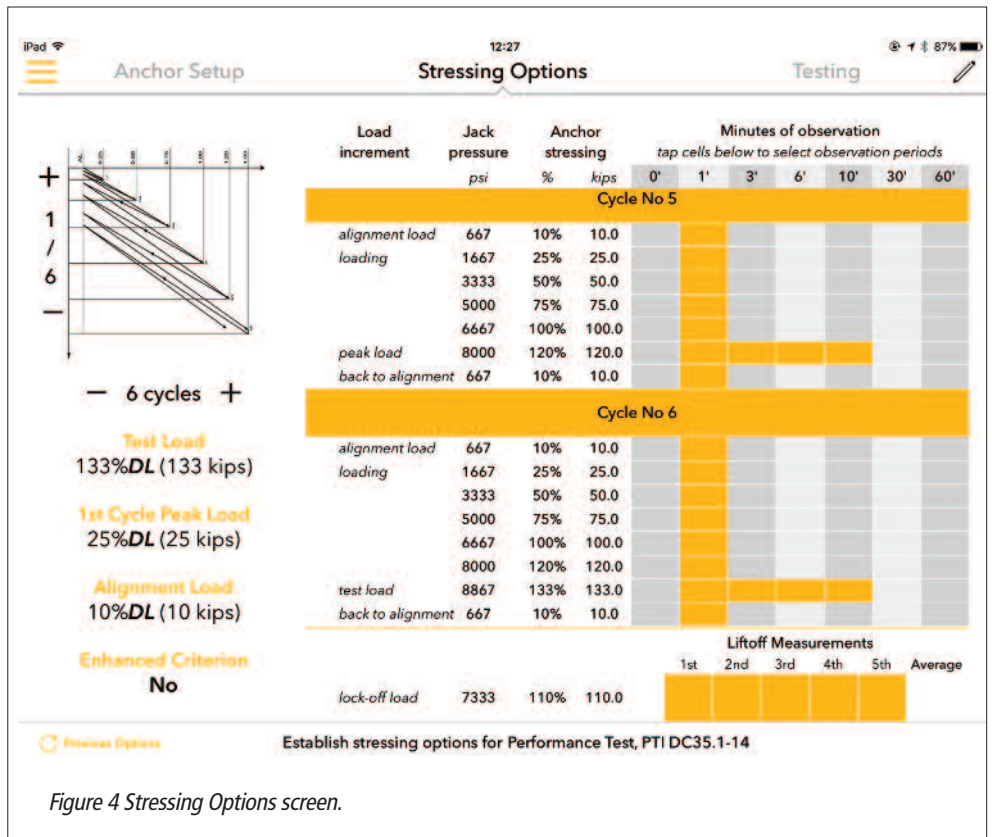 iPad 12:27 87%
Anchor Setup Stressing Options Testing
+
1
/
6
−
− 6 cycles +
Test Load
133%DL (133 kips)
1st Cycle Peak Load
25%DL (25 kips)
Alignment Load
10%DL (10 kips)
Enhanced Criterion
No
Load increment Jack pressure Anchor stressing Minutes of observation
tap cells below to select observation periods
psi % kips 0' 1' 3' 6' 10' 30' 60'
Cycle No 5
alignment load 667 10% 10.0
loading 1667 25% 25.0
3333 50% 50.0
5000 75% 75.0
6667 100% 100.0
peak load 8000 120% 120.0
back to alignment 667 10% 10.0
Cycle No 6
alignment load 667 10% 10.0
loading 1667 25% 25.0
3333 50% 50.0
5000 75% 75.0
6667 100% 100.0
8000 120% 120.0
test load 8867 133% 133.0
back to alignment 667 10% 10.0
Liftoff Measurements
1st 2nd 3rd 4th 5th Average
lock-off load 7333 110% 110.0
Previous Options Establish stressing options for Performance Test, PTI DC35.1-14
Figure 4 Stressing Options screen.